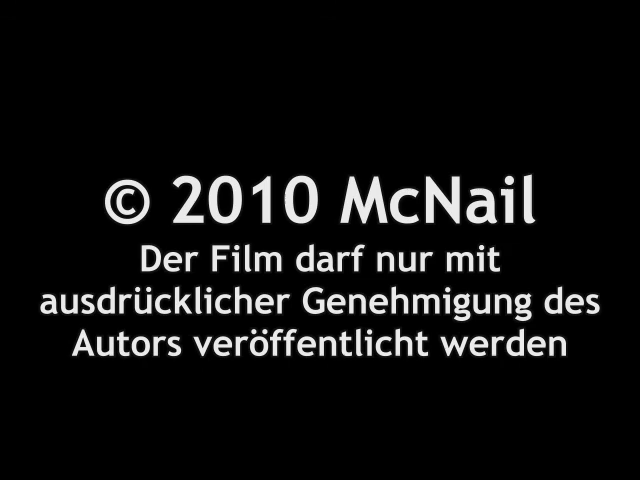 © 2010 McNail
Der Film darf nur mit
ausdrücklicher Genehmigung des
Autors veröffentlicht werden